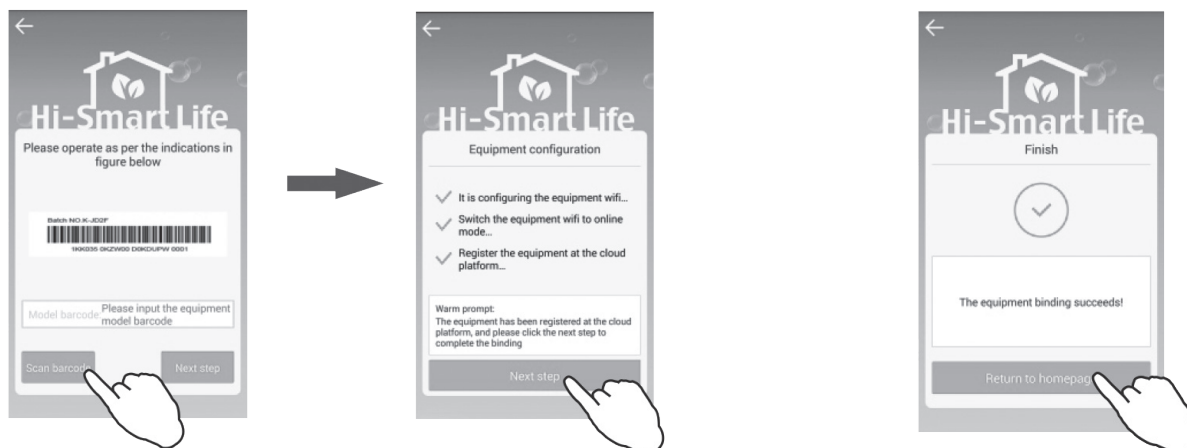 Hi-Smart Life
Please operate as per the indications in
figure below
Batch NO:K-JD2F
1KK035 0KZW00 D0KDUPW 0001
Model barcode
Please input the equipment
model barcode
Scan barcode
Next step
Hi-Smart Life
Equipment configuration
It is configuring the equipment wifi...
Switch the equipment wifi to online
mode...
Register the equipment at the cloud
platform...
Warm prompt:
The equipment has been registered at the cloud
platform, and please click the next step to
complete the binding
Next step
Hi-Smart Life
Finish
The equipment binding succeeds!
Return to homepag